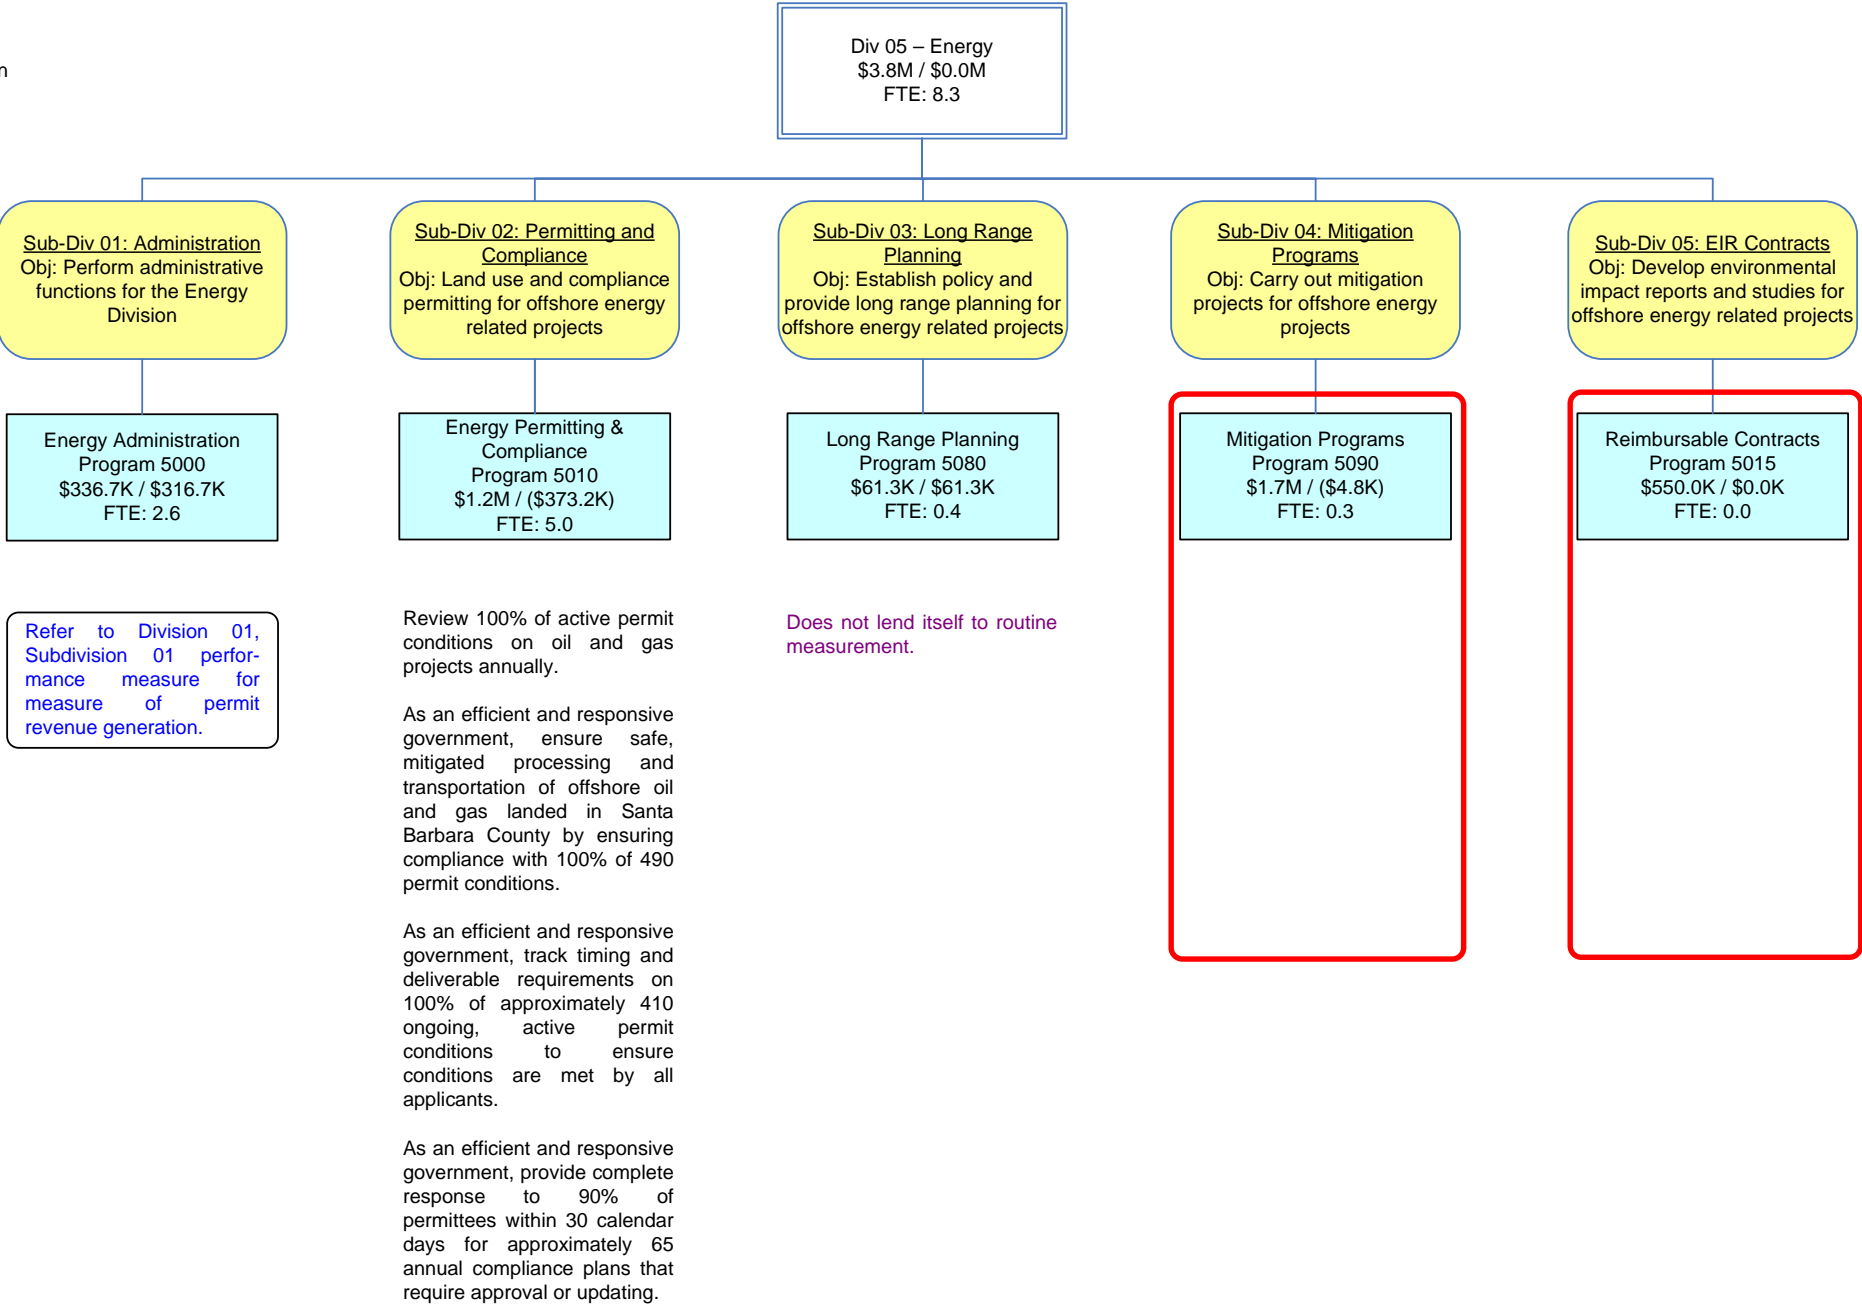 Div 05 – Energy
$3.8M / $0.0M
FTE: 8.3
n
Sub-Div 01: Administration
Obj: Perform administrative
functions for the Energy
Division
Sub-Div 02: Permitting and
Compliance
Obj: Land use and compliance
permitting for offshore energy
related projects
Sub-Div 03: Long Range
Planning
Obj: Establish policy and
provide long range planning for
offshore energy related projects
Sub-Div 04: Mitigation
Programs
Obj: Carry out mitigation
projects for offshore energy
projects
Sub-Div 05: EIR Contracts
Obj: Develop environmental
impact reports and studies for
offshore energy related projects
Energy Administration
Program 5000
$336.7K / $316.7K
FTE: 2.6
Energy Permitting &
Compliance
Program 5010
$1.2M / ($373.2K)
FTE: 5.0
Long Range Planning
Program 5080
$61.3K / $61.3K
FTE: 0.4
Mitigation Programs
Program 5090
$1.7M / ($4.8K)
FTE: 0.3
Reimbursable Contracts
Program 5015
$550.0K / $0.0K
FTE: 0.0
Refer to Division 01,
Subdivision 01 perfor-
mance measure for
measure of permit
revenue generation.
Review 100% of active permit
conditions on oil and gas
projects annually.
As an efficient and responsive
government, ensure safe,
mitigated processing and
transportation of offshore oil
and gas landed in Santa
Barbara County by ensuring
compliance with 100% of 490
permit conditions.
As an efficient and responsive
government, track timing and
deliverable requirements on
100% of approximately 410
ongoing, active permit
conditions to ensure
conditions are met by all
applicants.
As an efficient and responsive
government, provide complete
response to 90% of
permittees within 30 calendar
days for approximately 65
annual compliance plans that
require approval or updating.
Does not lend itself to routine
measurement.